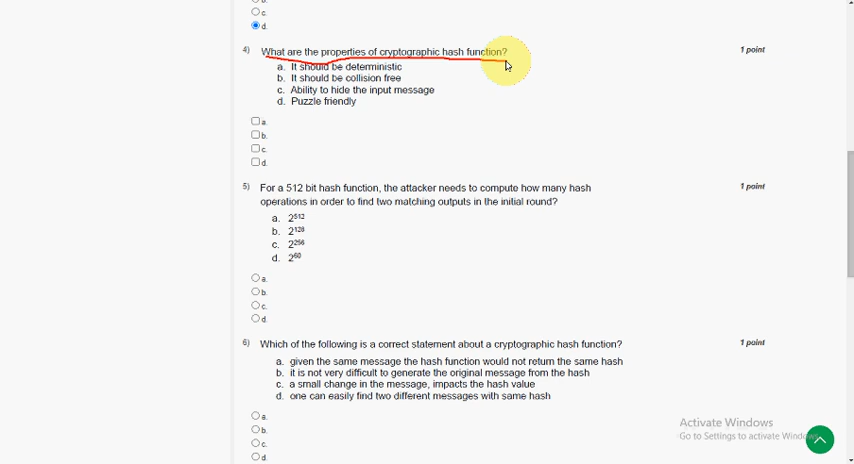 c.
d.
4) What are the properties of cryptographic hash function? 1 point
a. It should be deterministic
b. It should be collision free
c. Ability to hide the input message
d. Puzzle friendly
a.
b.
c.
d.
5) For a 512 bit hash function, the attacker needs to compute how many hash 1 point
operations in order to find two matching outputs in the initial round?
a. 2⁵¹²
b. 2¹²⁸
c. 2²⁵⁶
d. 2⁶⁰
a.
b.
c.
d.
6) Which of the following is a correct statement about a cryptographic hash function? 1 point
a. given the same message the hash function would not return the same hash
b. it is not very difficult to generate the original message from the hash
c. a small change in the message, impacts the hash value
d. one can easily find two different messages with same hash
a.
b.
c.
d.
Activate Windows
Go to Settings to activate Windows.